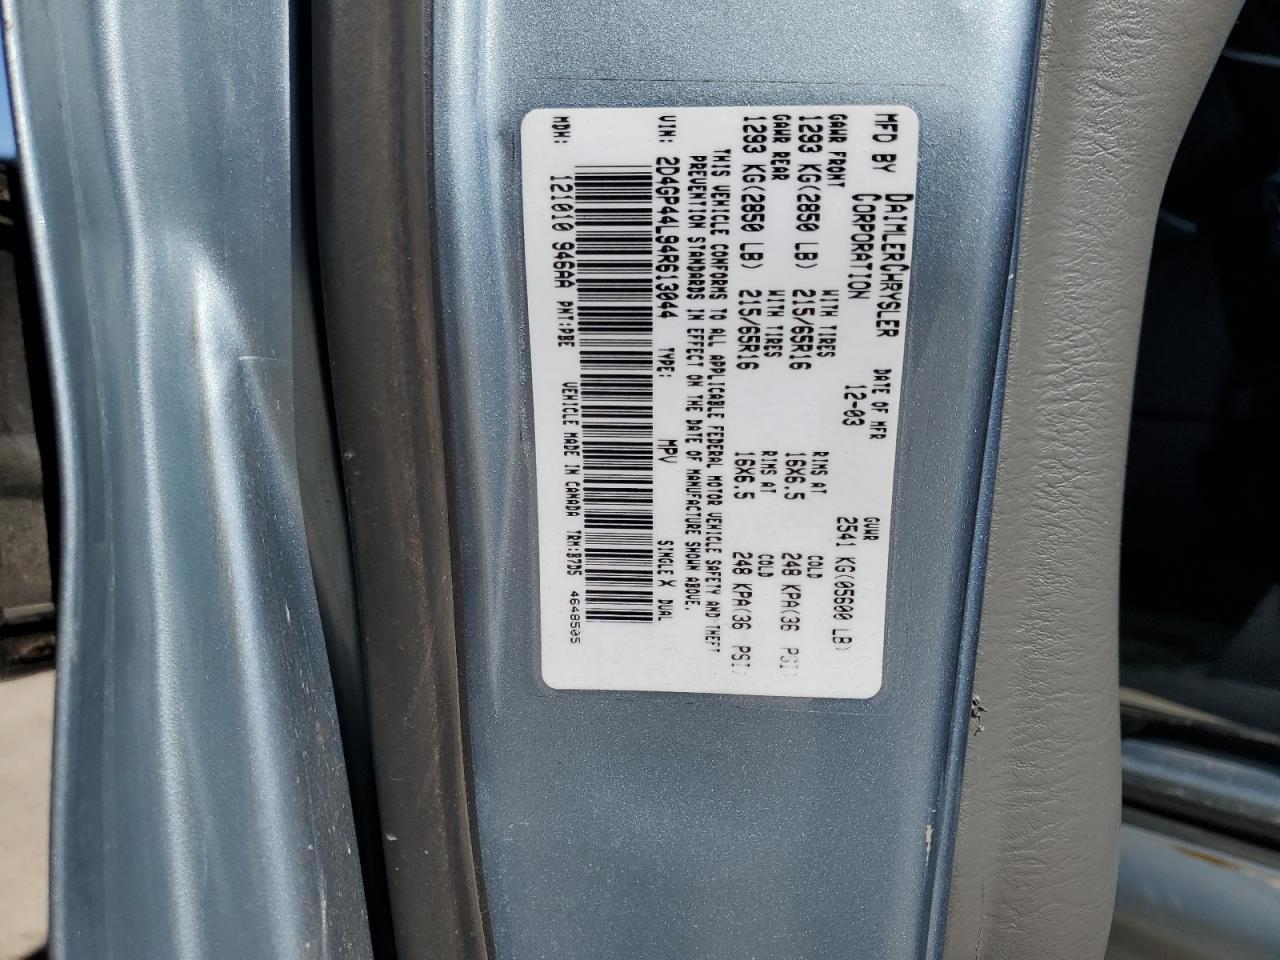 MFD BY DAIMLERCHRYSLER CORPORATION
DATE OF MFR 12-03
GVWR 2541 KG(05600 LB)
GAWR FRONT 1293 KG(2850 LB)
WITH TIRES 215/65R16
RIMS AT 16X6.5
COLD 248 KPA(36 PSI)
GAWR REAR 1293 KG(2850 LB)
WITH TIRES 215/65R16
RIMS AT 16X6.5
COLD 248 KPA(36 PSI)
THIS VEHICLE CONFORMS TO ALL APPLICABLE FEDERAL MOTOR VEHICLE SAFETY AND THEFT
PREVENTION STANDARDS IN EFFECT ON THE DATE OF MANUFACTURE SHOWN ABOVE.
VIN: 2D4GP44L94R613044 TYPE: MPV SINGLE X DUAL
MDH: 121010 946AA PNT:PBE VEHICLE MADE IN CANADA TRM:B7D5 4648505